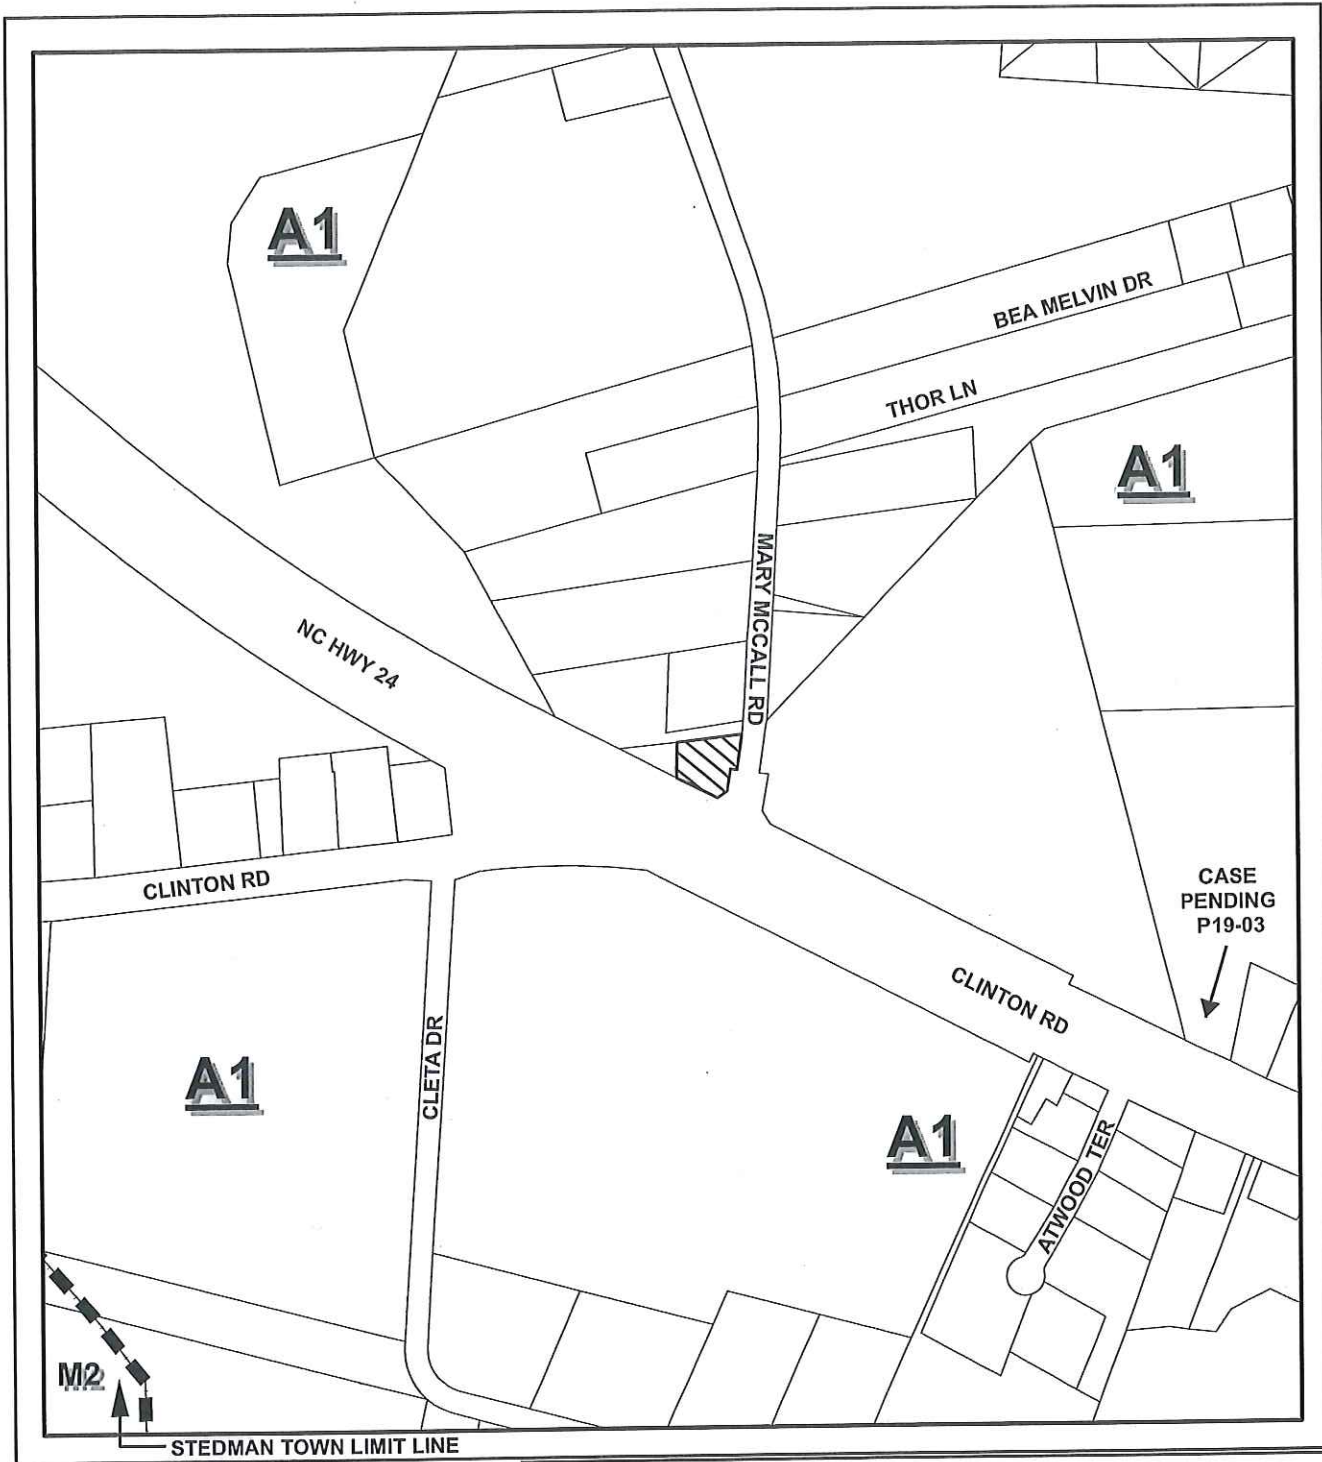 A1
BEA MELVIN DR
THOR LN
A1
MARY MCCALL RD
NC HWY 24
CLINTON RD
CASE
PENDING
P19-03
CLINTON RD
CLETA DR
A1
A1
ATWOOD TER
M2
STEDMAN TOWN LIMIT LINE